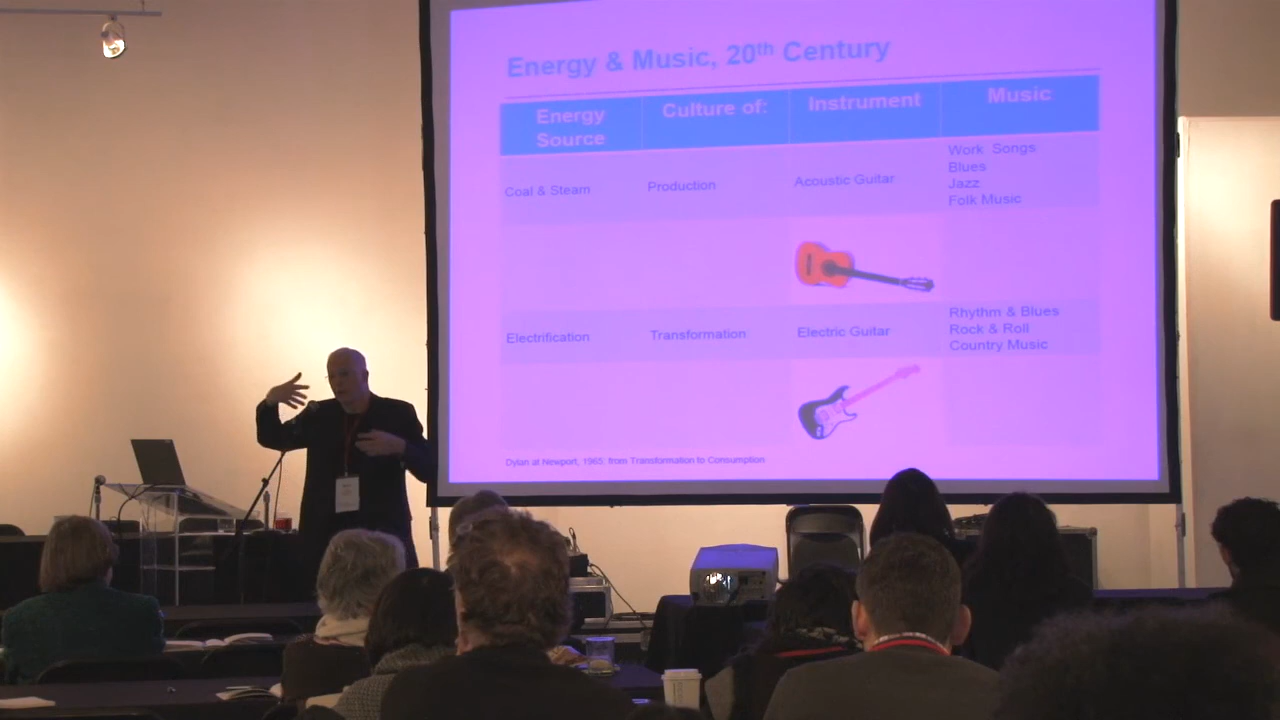 Energy & Music, 20th Century
Energy Source
Culture of:
Instrument
Music
Coal & Steam
Production
Acoustic Guitar
Work Songs
Blues
Jazz
Folk Music
Electrification
Transformation
Electric Guitar
Rhythm & Blues
Rock & Roll
Country Music
Dylan at Newport, 1965; from Transformation to Consumption